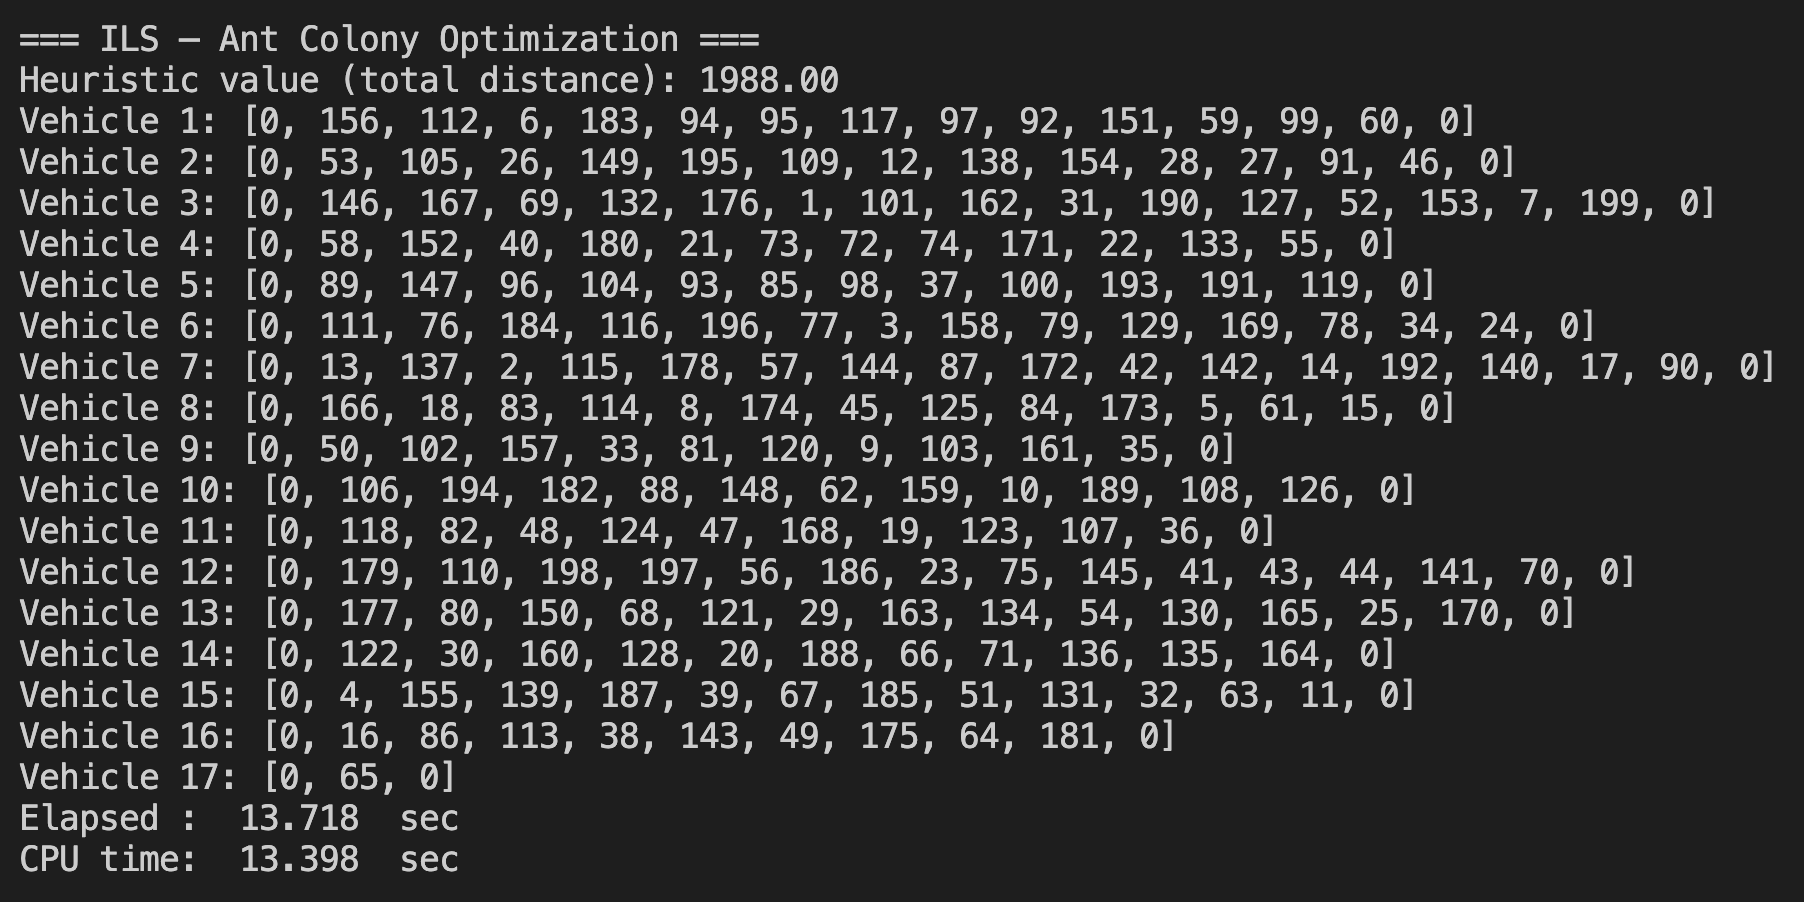 === ILS — Ant Colony Optimization ===
Heuristic value (total distance): 1988.00
Vehicle 1: [0, 156, 112, 6, 183, 94, 95, 117, 97, 92, 151, 59, 99, 60, 0]
Vehicle 2: [0, 53, 105, 26, 149, 195, 109, 12, 138, 154, 28, 27, 91, 46, 0]
Vehicle 3: [0, 146, 167, 69, 132, 176, 1, 101, 162, 31, 190, 127, 52, 153, 7, 199, 0]
Vehicle 4: [0, 58, 152, 40, 180, 21, 73, 72, 74, 171, 22, 133, 55, 0]
Vehicle 5: [0, 89, 147, 96, 104, 93, 85, 98, 37, 100, 193, 191, 119, 0]
Vehicle 6: [0, 111, 76, 184, 116, 196, 77, 3, 158, 79, 129, 169, 78, 34, 24, 0]
Vehicle 7: [0, 13, 137, 2, 115, 178, 57, 144, 87, 172, 42, 142, 14, 192, 140, 17, 90, 0]
Vehicle 8: [0, 166, 18, 83, 114, 8, 174, 45, 125, 84, 173, 5, 61, 15, 0]
Vehicle 9: [0, 50, 102, 157, 33, 81, 120, 9, 103, 161, 35, 0]
Vehicle 10: [0, 106, 194, 182, 88, 148, 62, 159, 10, 189, 108, 126, 0]
Vehicle 11: [0, 118, 82, 48, 124, 47, 168, 19, 123, 107, 36, 0]
Vehicle 12: [0, 179, 110, 198, 197, 56, 186, 23, 75, 145, 41, 43, 44, 141, 70, 0]
Vehicle 13: [0, 177, 80, 150, 68, 121, 29, 163, 134, 54, 130, 165, 25, 170, 0]
Vehicle 14: [0, 122, 30, 160, 128, 20, 188, 66, 71, 136, 135, 164, 0]
Vehicle 15: [0, 4, 155, 139, 187, 39, 67, 185, 51, 131, 32, 63, 11, 0]
Vehicle 16: [0, 16, 86, 113, 38, 143, 49, 175, 64, 181, 0]
Vehicle 17: [0, 65, 0]
Elapsed :  13.718  sec
CPU time:  13.398  sec